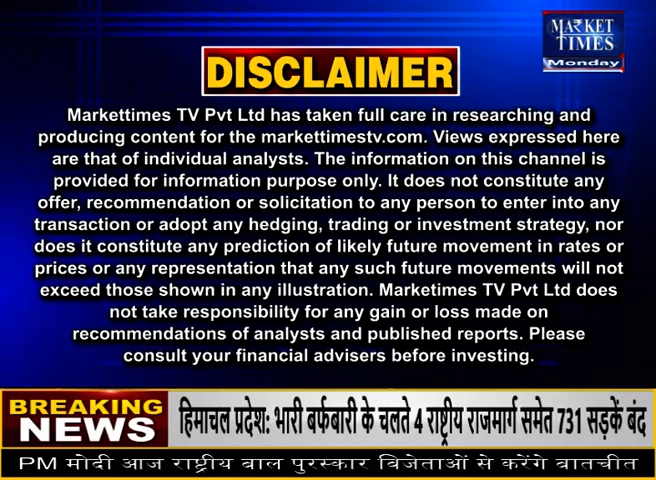 MARKET
TIMES
Monday
DISCLAIMER
Markettimes TV Pvt Ltd has taken full care in researching and
producing content for the markettimestv.com. Views expressed here
are that of individual analysts. The information on this channel is
provided for information purpose only. It does not constitute any
offer, recommendation or solicitation to any person to enter into any
transaction or adopt any hedging, trading or investment strategy, nor
does it constitute any prediction of likely future movement in rates or
prices or any representation that any such future movements will not
exceed those shown in any illustration. Marketimes TV Pvt Ltd does
not take responsibility for any gain or loss made on
recommendations of analysts and published reports. Please
consult your financial advisers before investing.
BREAKING
NEWS
हिमाचल प्रदेश: भारी बर्फबारी के चलते 4 राष्ट्रीय राजमार्ग समेत 731 सड़कें बंद
PM मोदी आज राष्ट्रीय बाल पुरस्कार विजेताओं से करेंगे बातचीत